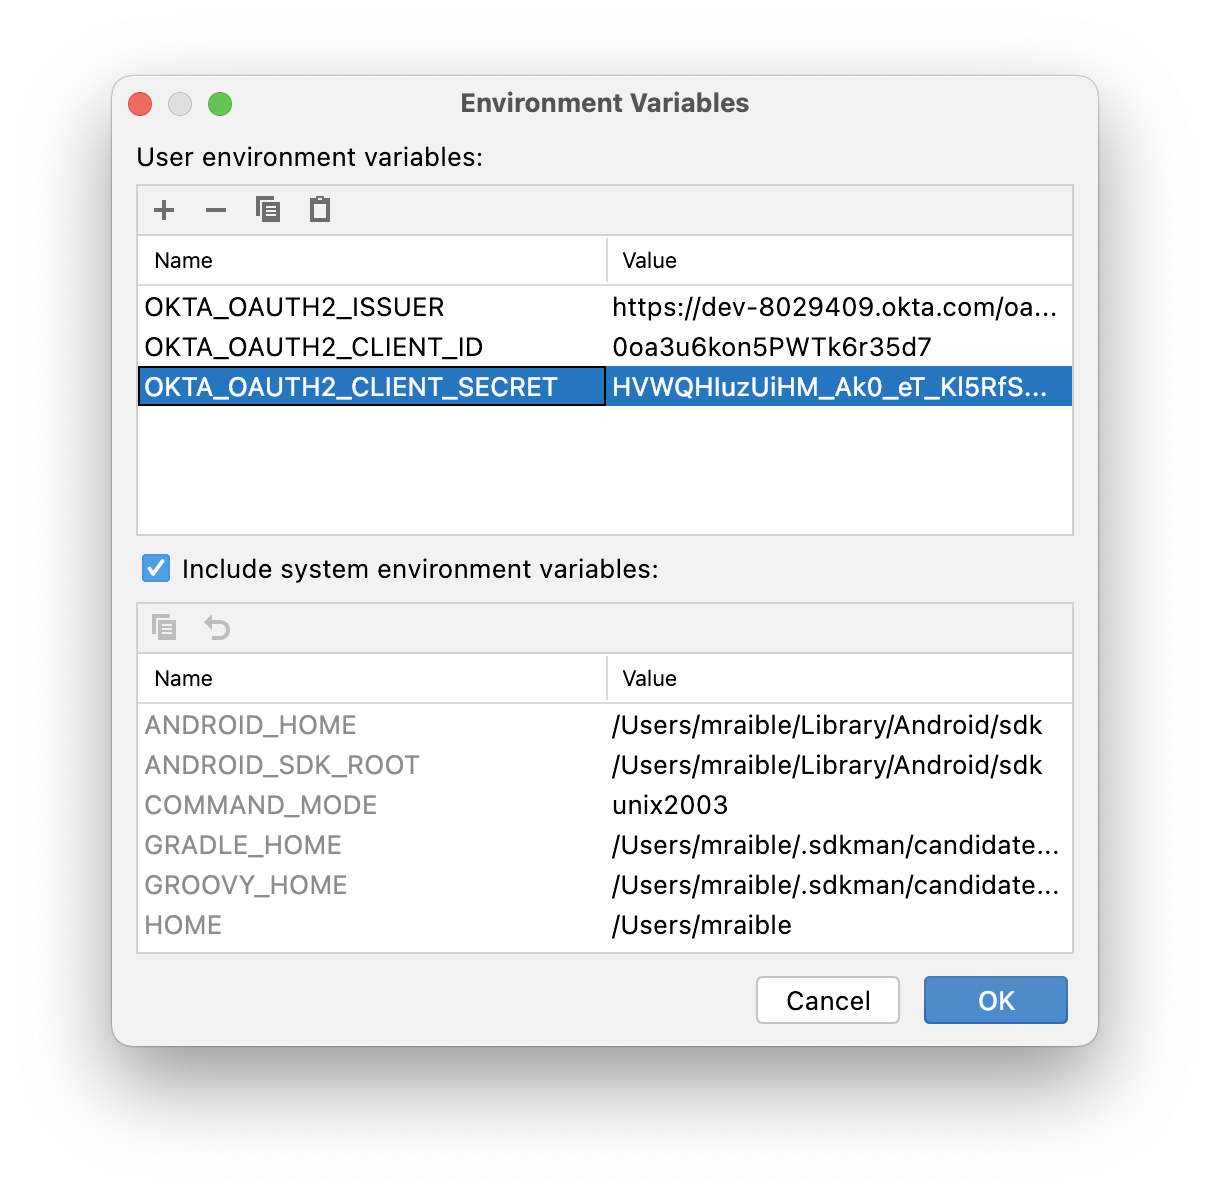 Environment Variables
User environment variables:
Name Value
OKTA_OAUTH2_ISSUER https://dev-8029409.okta.com/oa...
OKTA_OAUTH2_CLIENT_ID 0oa3u6kon5PWTk6r35d7
OKTA_OAUTH2_CLIENT_SECRET HVWQHIuzUiHM_Ak0_eT_Kl5RfS...
Include system environment variables:
Name Value
ANDROID_HOME /Users/mraible/Library/Android/sdk
ANDROID_SDK_ROOT /Users/mraible/Library/Android/sdk
COMMAND_MODE unix2003
GRADLE_HOME /Users/mraible/.sdkman/candidate...
GROOVY_HOME /Users/mraible/.sdkman/candidate...
HOME /Users/mraible
Cancel OK